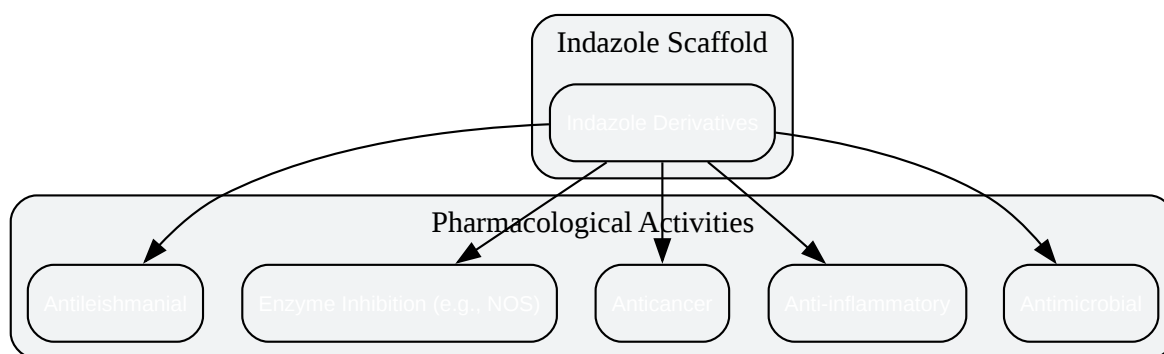 Indazole Scaffold
Indazole Derivatives
Pharmacological Activities
Antileishmanial
Enzyme Inhibition (e.g., NOS)
Anticancer
Anti-inflammatory
Antimicrobial